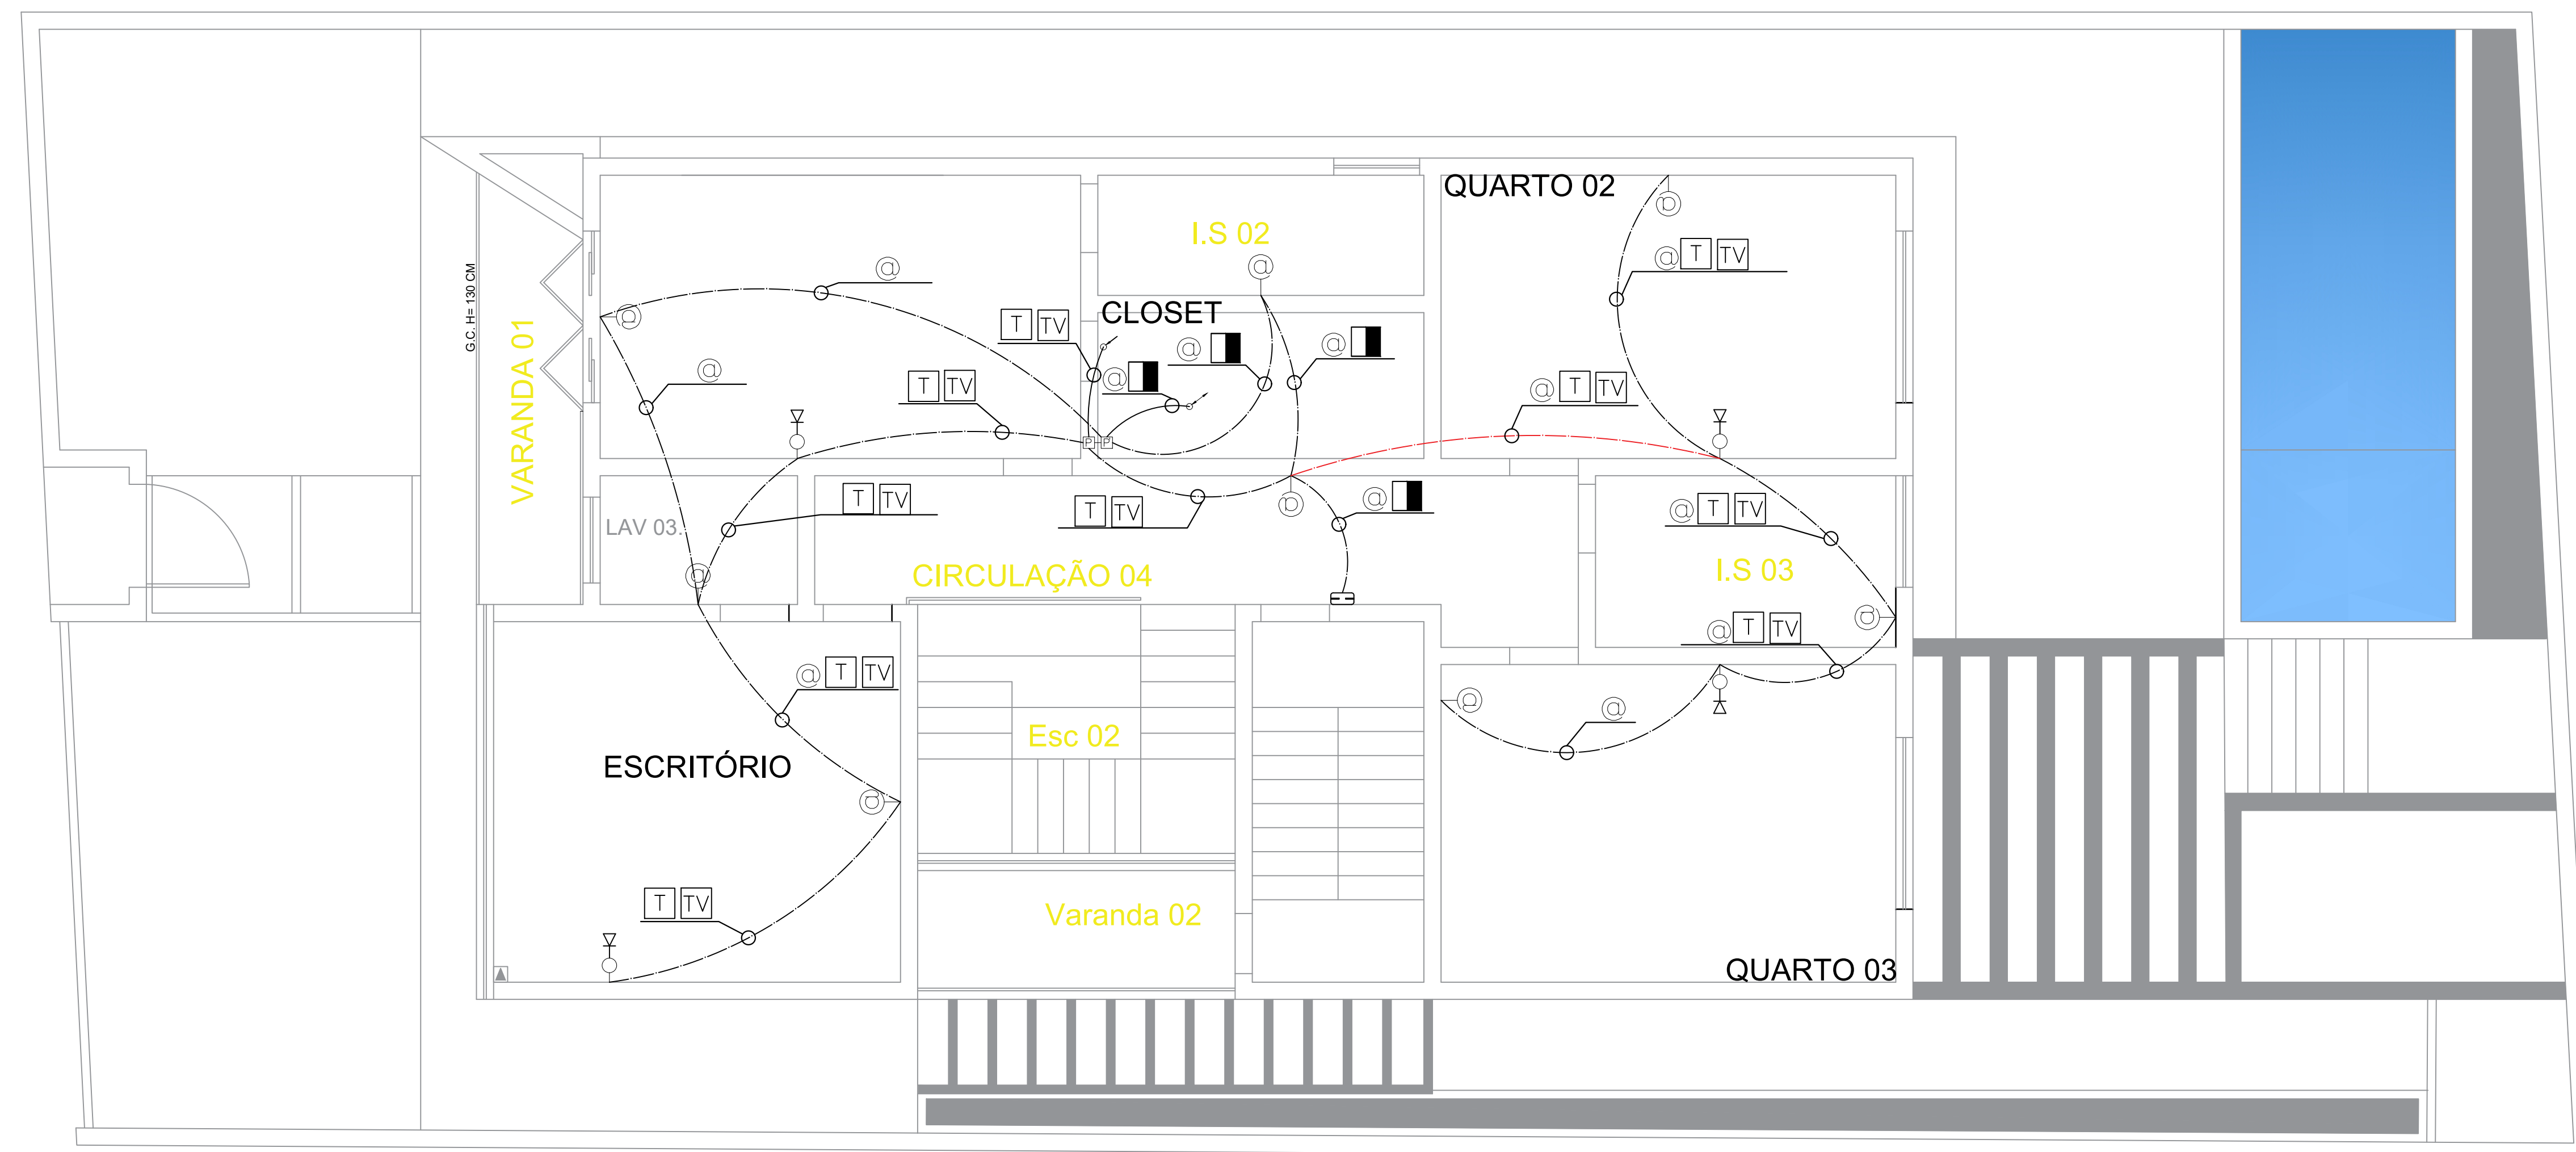 QUARTO 02
@
@ T TV
I.S 02
@
@
G.C. H= 130 CM
VARANDA 01
@
CLOSET
T TV
@
@
@
T TV
@
@ T TV
P P
T TV
T TV
@
@
@ T TV
LAV 03.
@
CIRCULAÇÃO 04
I.S 03
@
@ T TV
@ T TV
@
@
Esc 02
ESCRITÓRIO
@
T TV
Varanda 02
QUARTO 03